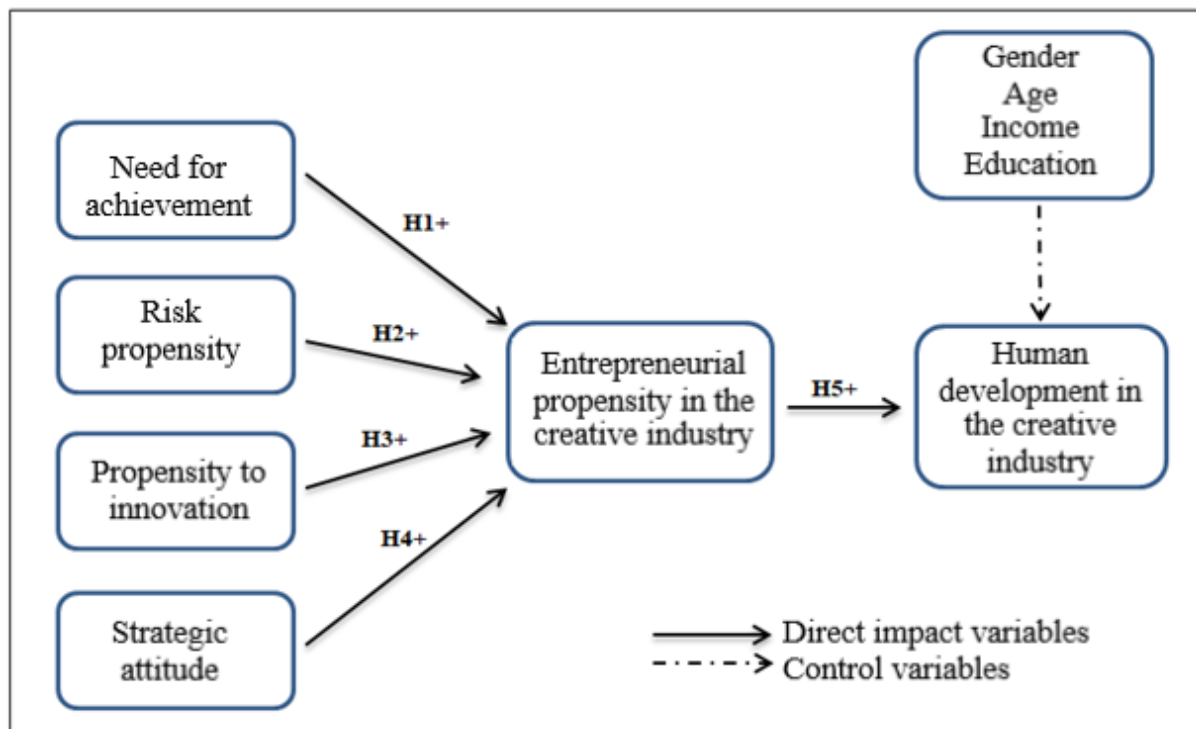 Need for
achievement
Risk
propensity
Propensity to
innovation
Strategic
attitude
H1+
H2+
H3+
H4+
Entrepreneurial
propensity in the
creative industry
H5+
Gender
Age
Income
Education
Human
development in
the creative
industry
Direct impact variables
Control variables